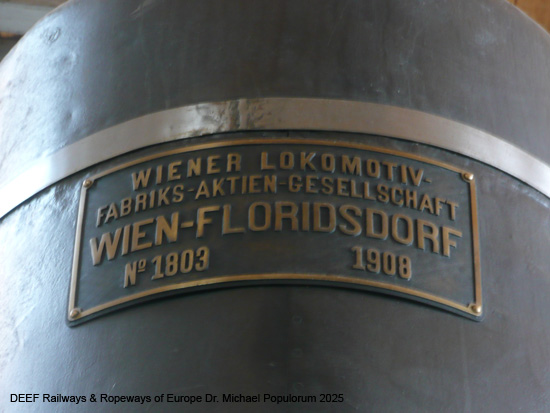 WIENER LOKOMOTIV-
FABRIKS-AKTIEN-GESELLSCHAFT
WIEN-FLORIDSDORF
Nº 1803 1908
DEEF Railways & Ropeways of Europe Dr. Michael Populorum 2025